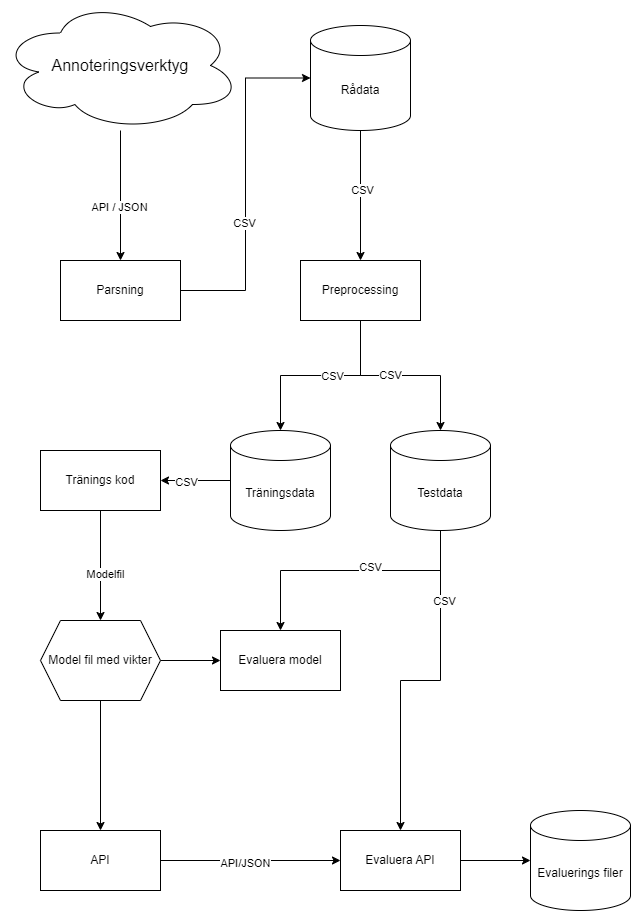 Annoteringsverktyg
Rådata
API / JSON
CSV
CSV
Parsning
Preprocessing
CSV
CSV
Tränings kod
CSV
Träningsdata
Testdata
Modelfil
CSV
CSV
Model fil med vikter
Evaluera model
API
API/JSON
Evaluera API
Evaluerings filer